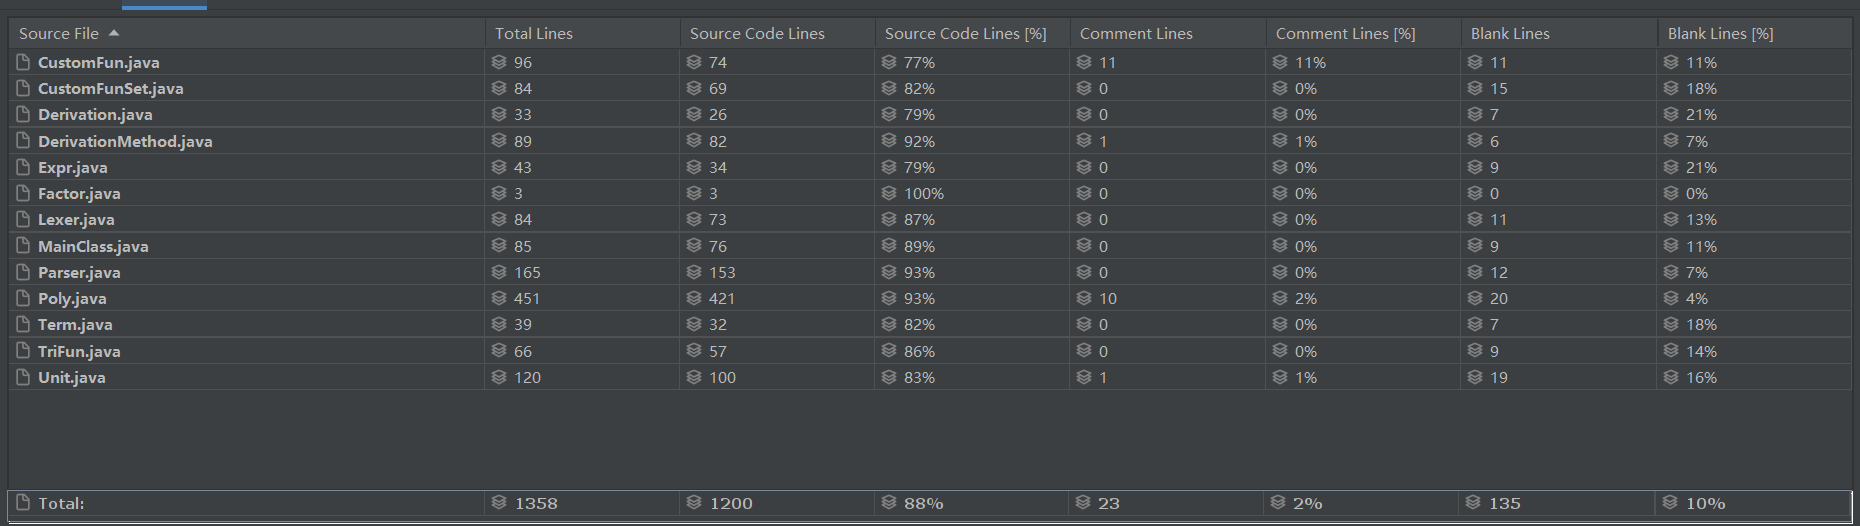 Source File Total Lines Source Code Lines Source Code Lines [%] Comment Lines Comment Lines [%] Blank Lines Blank Lines [%]
CustomFun.java 96 74 77% 11 11% 11 11%
CustomFunSet.java 84 69 82% 0 0% 15 18%
Derivation.java 33 26 79% 0 0% 7 21%
DerivationMethod.java 89 82 92% 1 1% 6 7%
Expr.java 43 34 79% 0 0% 9 21%
Factor.java 3 3 100% 0 0% 0 0%
Lexer.java 84 73 87% 0 0% 11 13%
MainClass.java 85 76 89% 0 0% 9 11%
Parser.java 165 153 93% 0 0% 12 7%
Poly.java 451 421 93% 10 2% 20 4%
Term.java 39 32 82% 0 0% 7 18%
TriFun.java 66 57 86% 0 0% 9 14%
Unit.java 120 100 83% 1 1% 19 16%
Total: 1358 1200 88% 23 2% 135 10%